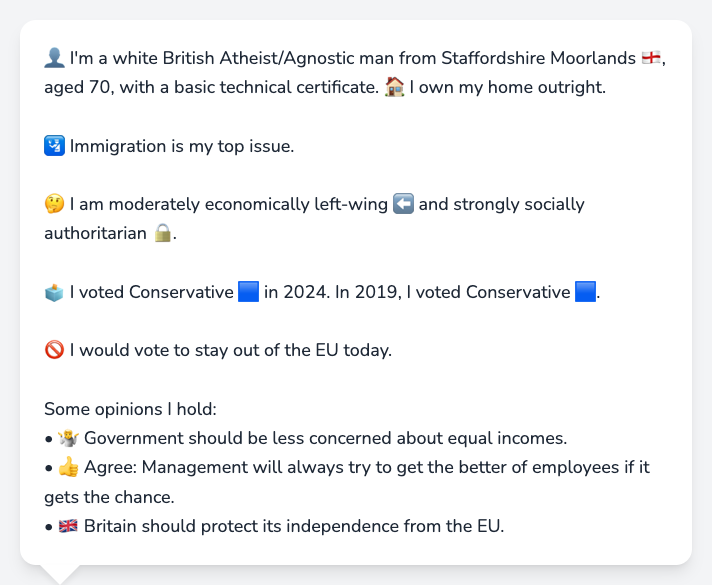 👤 I'm a white British Atheist/Agnostic man from Staffordshire Moorlands 🏴󠁧󠁢󠁥󠁮󠁧󠁿,
aged 70, with a basic technical certificate. 🏠 I own my home outright.
🛂 Immigration is my top issue.
🤔 I am moderately economically left-wing ⬅️ and strongly socially
authoritarian 🔒.
🗳️ I voted Conservative 🟦 in 2024. In 2019, I voted Conservative 🟦.
🚫 I would vote to stay out of the EU today.
Some opinions I hold:
• 🤷 Government should be less concerned about equal incomes.
• 👍 Agree: Management will always try to get the better of employees if it
gets the chance.
• 🇬🇧 Britain should protect its independence from the EU.